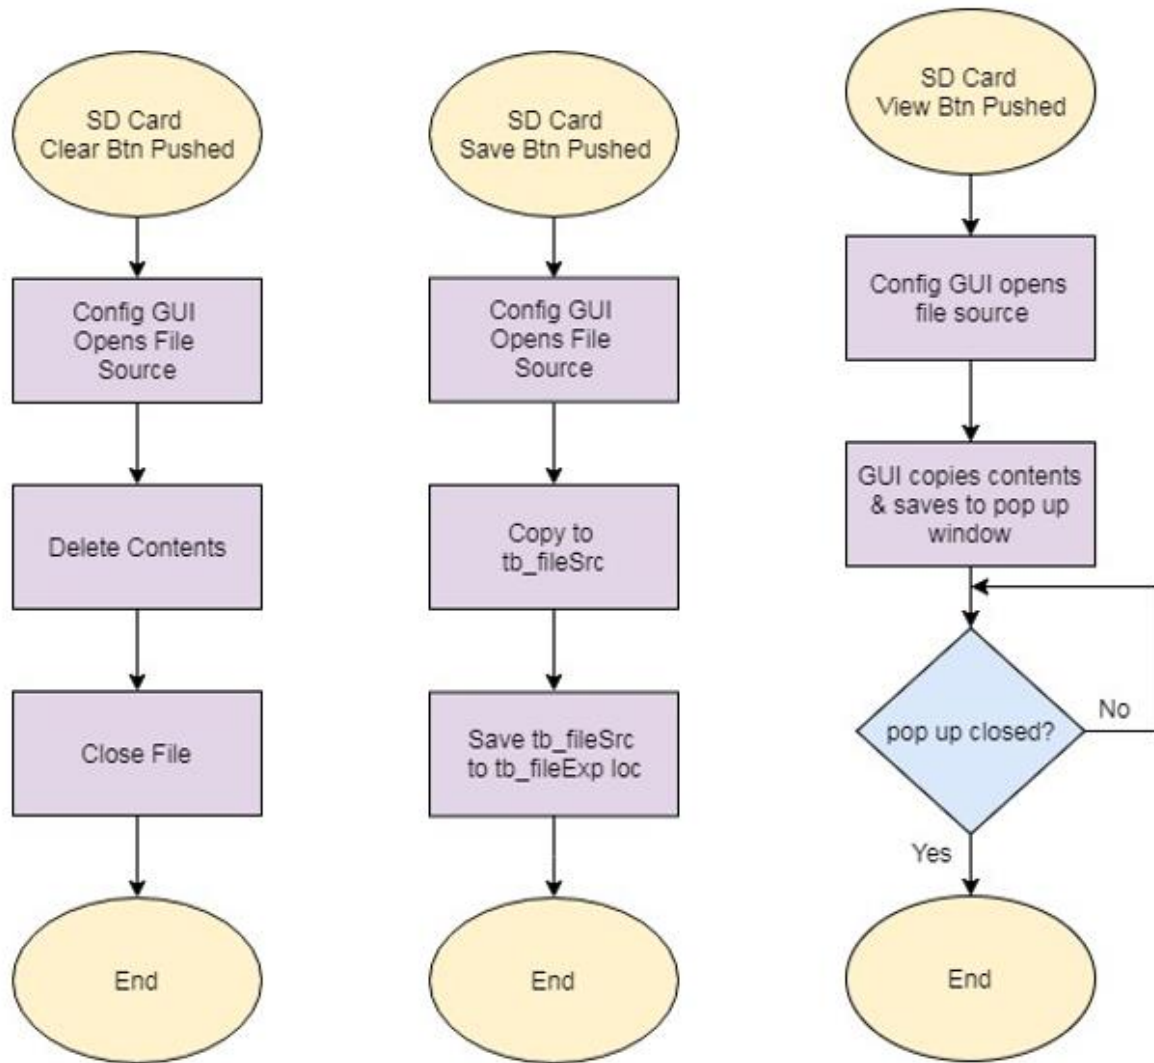 SD Card
Clear Btn Pushed
Config GUI
Opens File
Source
Delete Contents
Close File
End
SD Card
Save Btn Pushed
Config GUI
Opens File
Source
Copy to
tb_fileSrc
Save tb_fileSrc
to tb_fileExp loc
End
SD Card
View Btn Pushed
Config GUI opens
file source
GUI copies contents
& saves to pop up
window
pop up closed?
No
Yes
End